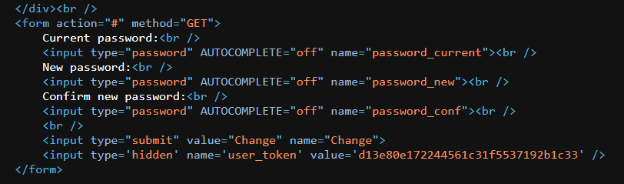 </div><br />
<form action="#" method="GET">
Current password:<br />
<input type="password" AUTOCOMPLETE="off" name="password_current"><br />
New password:<br />
<input type="password" AUTOCOMPLETE="off" name="password_new"><br />
Confirm new password:<br />
<input type="password" AUTOCOMPLETE="off" name="password_conf"><br />
<br />
<input type="submit" value="Change" name="Change">
<input type='hidden' name='user_token' value='d13e80e172244561c31f5537192b1c33' />
</form>